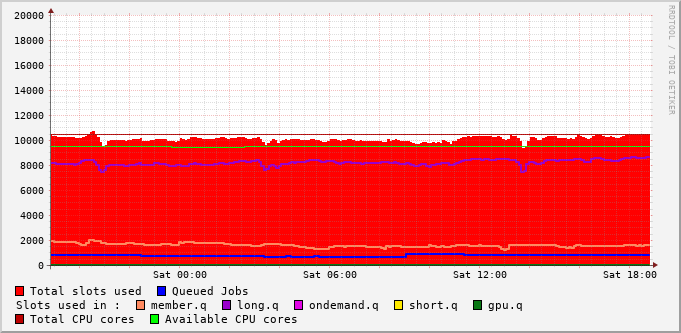 20000
18000
16000
14000
12000
10000
8000
6000
4000
2000
0
Sat 00:00 Sat 06:00 Sat 12:00 Sat 18:00
Total slots used Queued Jobs
Slots used in : member.q long.q ondemand.q short.q gpu.q
Total CPU cores Available CPU cores
RRDTOOL / TOBI OETIKER